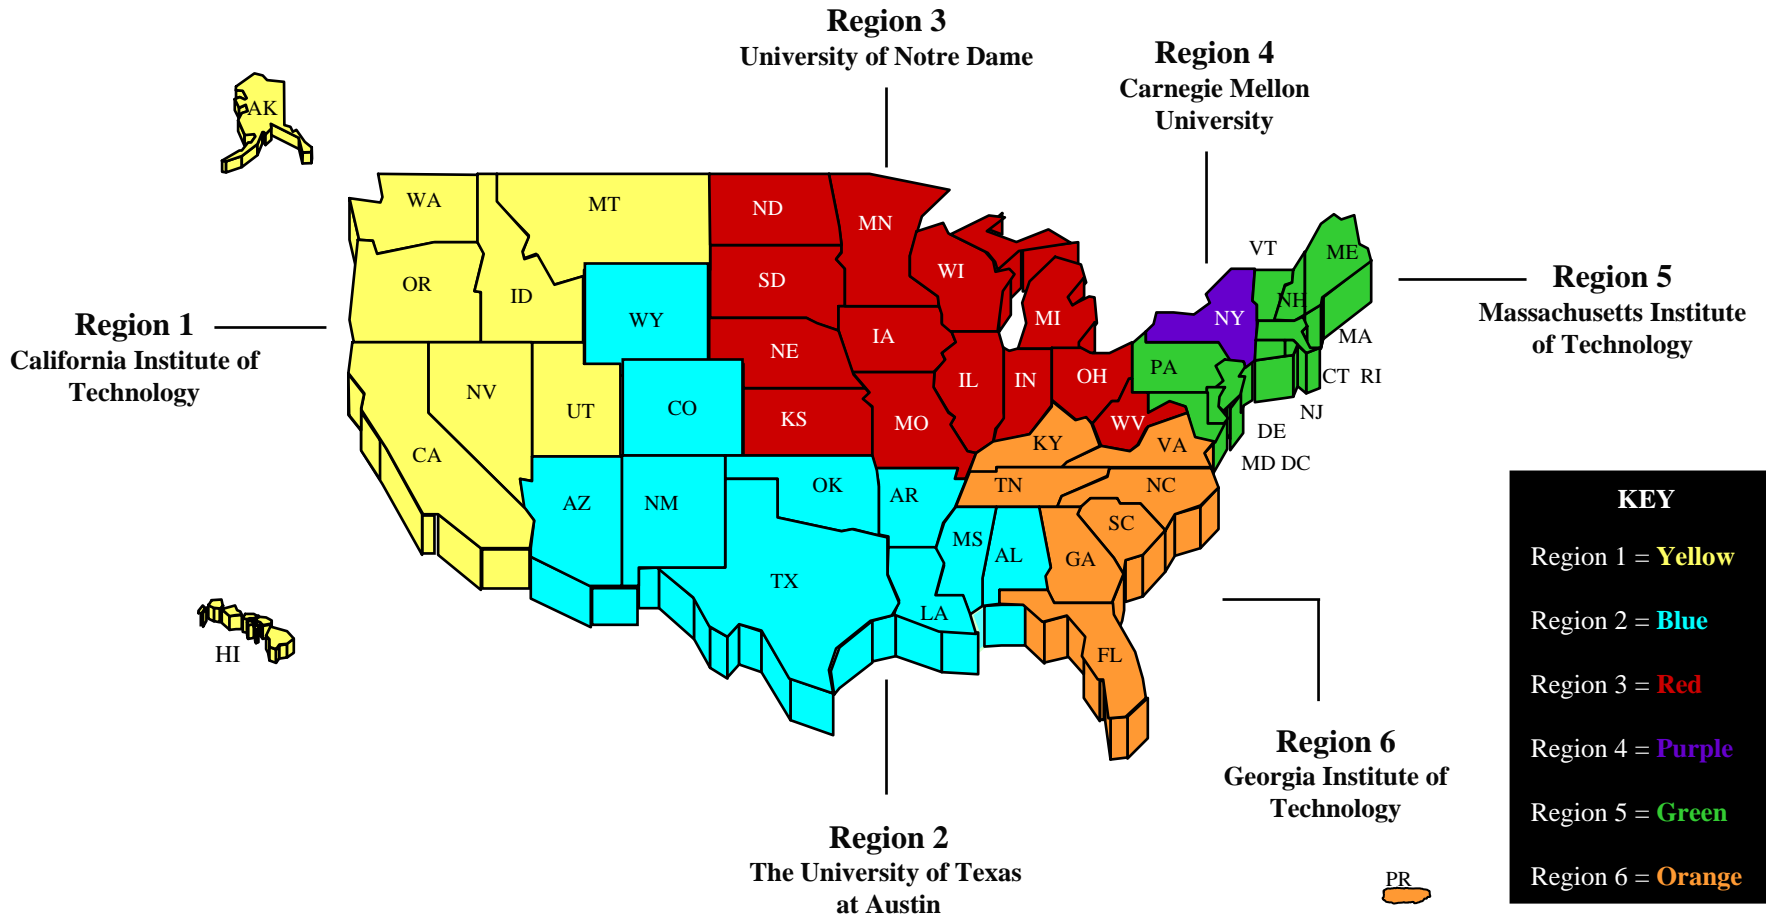 Region 3
University of Notre Dame
Region 4
Carnegie Mellon
University
AK
WA
MT
ND
MN
VT
ME
OR
ID
SD
WI
NH
Region 5
Massachusetts Institute
of Technology
Region 1
California Institute of
Technology
WY
MI
NY
MA
NE
IA
PA
NV
UT
CO
IL
IN
OH
CT RI
KS
MO
WV
NJ
CA
KY
VA
DE
MD DC
AZ
NM
OK
AR
TN
NC
MS
AL
SC
GA
TX
LA
HI
FL
Region 6
Georgia Institute of
Technology
Region 2
The University of Texas
at Austin
PR
KEY
Region 1 = Yellow
Region 2 = Blue
Region 3 = Red
Region 4 = Purple
Region 5 = Green
Region 6 = Orange